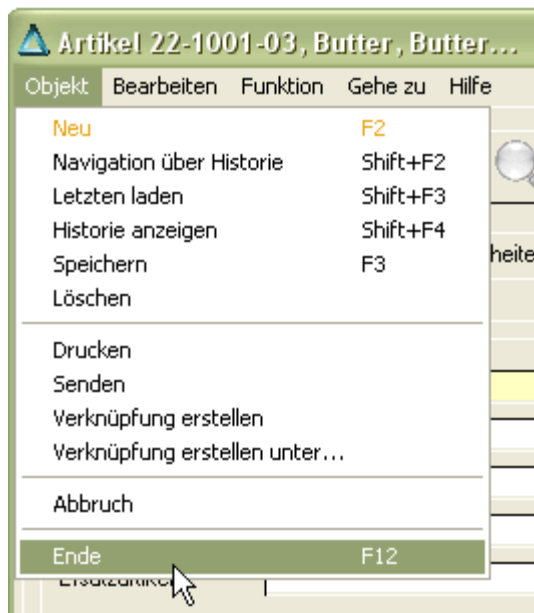 Artikel 22-1001-03, Butter, Butter...
Objekt Bearbeiten Funktion Gehe zu Hilfe
Neu F2
Navigation über Historie Shift+F2
Letzten laden Shift+F3
Historie anzeigen Shift+F4
Speichern F3
heite
Löschen
Drucken
Senden
Verknüpfung erstellen
Verknüpfung erstellen unter...
Abbruch
Ende F12